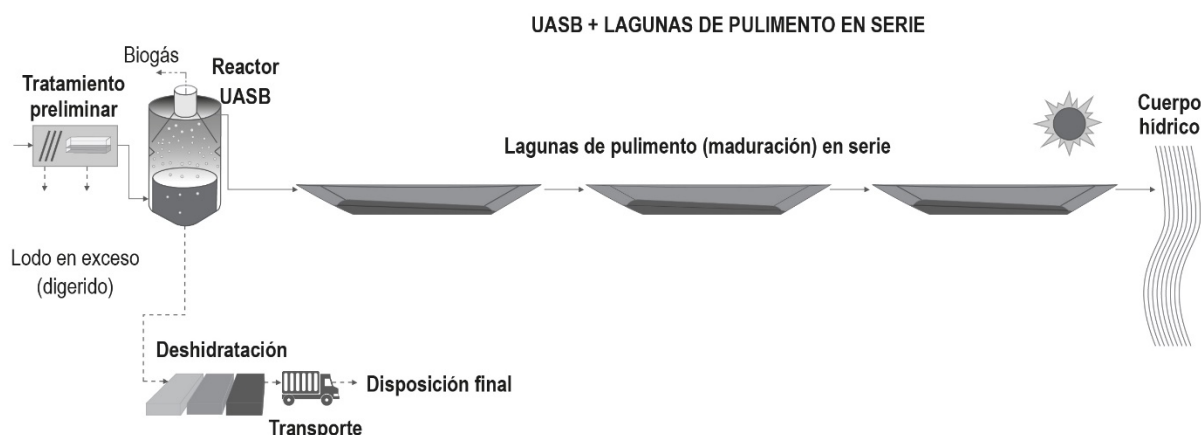 UASB + LAGUNAS DE PULIMENTO EN SERIE
Biogás
Reactor
UASB
Tratamiento
preliminar
Cuerpo
hídrico
Lagunas de pulimento (maduración) en serie
Lodo en exceso
(digerido)
Deshidratación
Disposición final
Transporte